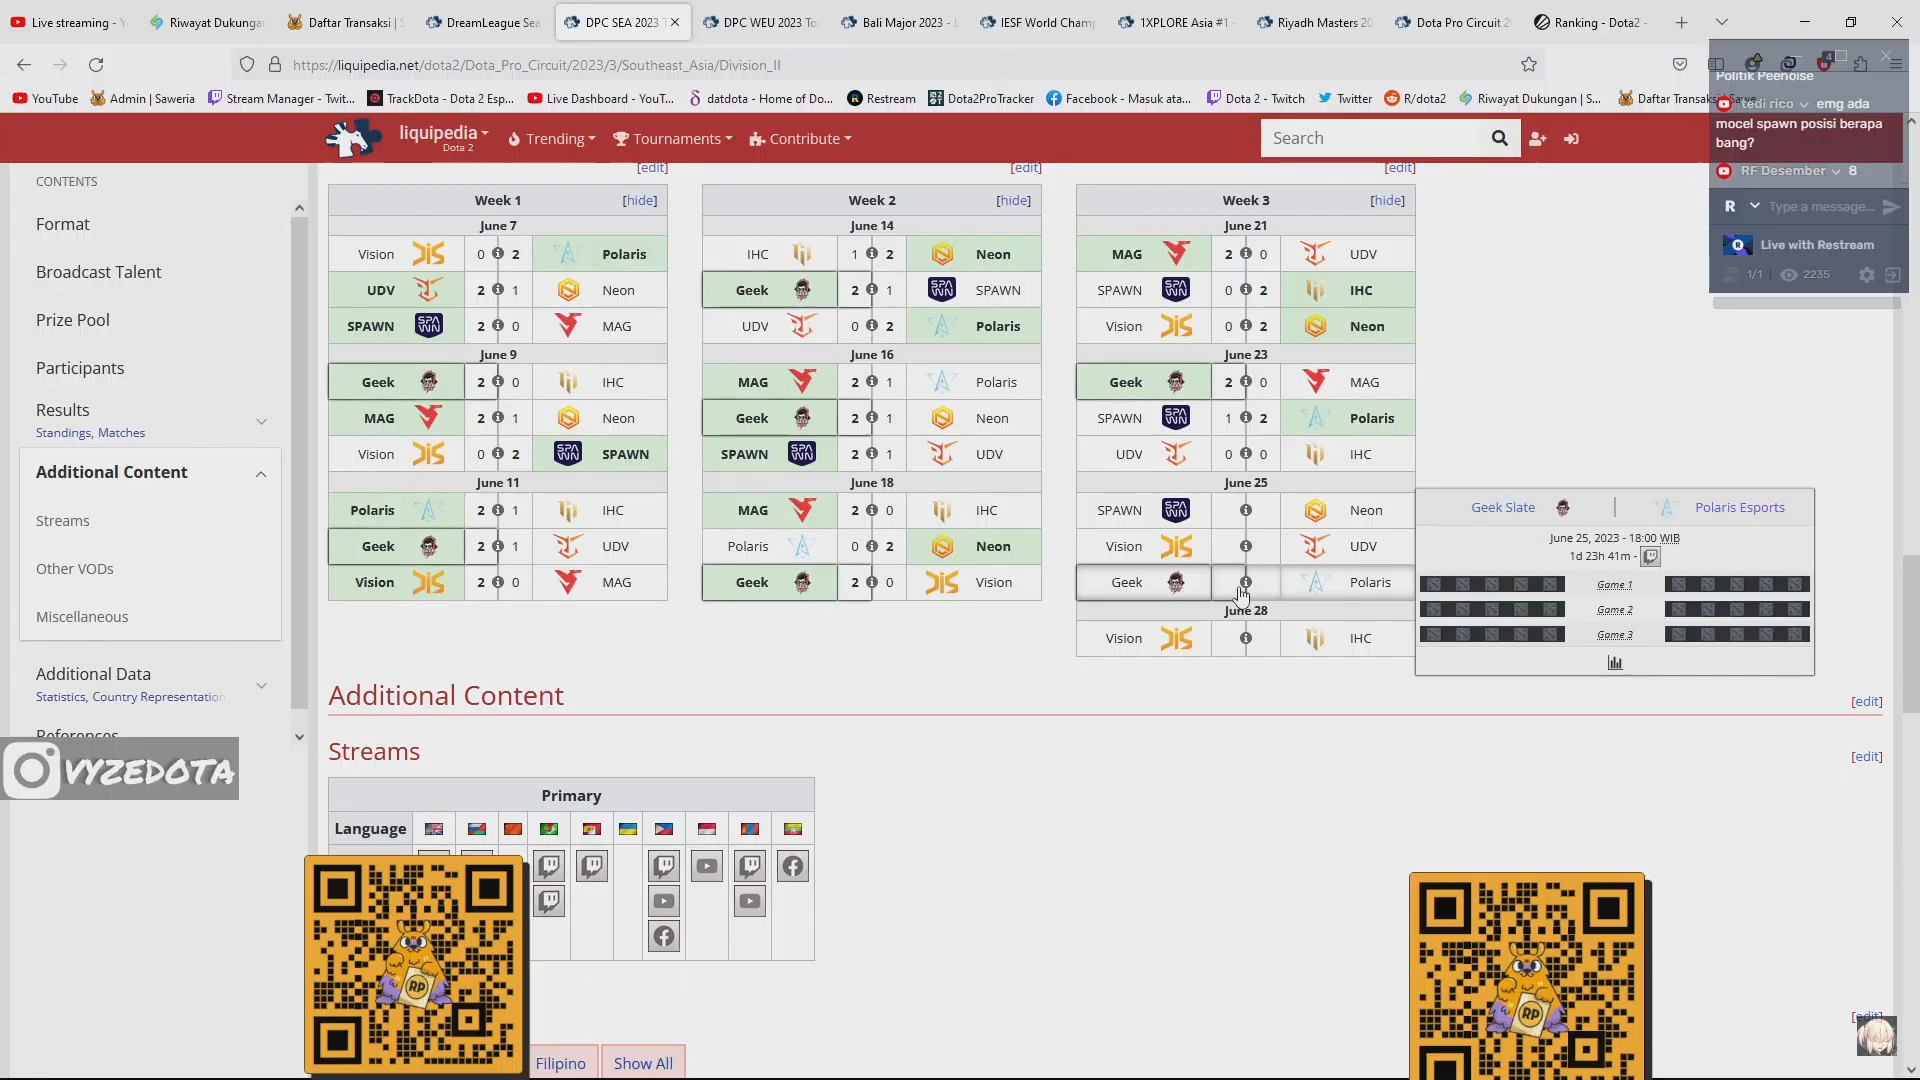 Live streaming - Y
Riwayat Dukunga
Daftar Transaksi | S
DreamLeague Sea
DPC SEA 2023 T
DPC WEU 2023 To
Bali Major 2023 - L
IESF World Champ
1XPLORE Asia #1 -
Riyadh Masters 20
Dota Pro Circuit 2
Ranking - Dota2 -
https://liquipedia.net/dota2/Dota_Pro_Circuit/2023/3/Southeast_Asia/Division_II
YouTube
Admin | Saweria
Stream Manager - Twit...
TrackDota - Dota 2 Esp...
Live Dashboard - YouT...
datdota - Home of Do...
Restream
Dota2ProTracker
Facebook - Masuk ata...
Dota 2 - Twitch
Twitter
R/dota2
Riwayat Dukungan | S...
Daftar Transaks
Politik Peenoise
tedi rico emg ada
mocel spawn posisi berapa
bang?
RF Desember 8
R Type a message...
Live with Restream
1/1 2235
liquipedia
Dota 2
Trending
Tournaments
Contribute
Search
CONTENTS
Format
Broadcast Talent
Prize Pool
Participants
Results
Standings, Matches
Additional Content
Streams
Other VODs
Miscellaneous
Additional Data
Statistics, Country Representation
References
VYZEDOTA
[edit]
Week 1 [hide]
June 7
Vision 0 2 Polaris
UDV 2 1 Neon
SPAWN 2 0 MAG
June 9
Geek 2 0 IHC
MAG 2 1 Neon
Vision 0 2 SPAWN
June 11
Polaris 2 1 IHC
Geek 2 1 UDV
Vision 2 0 MAG
[edit]
Week 2 [hide]
June 14
IHC 1 2 Neon
Geek 2 1 SPAWN
UDV 0 2 Polaris
June 16
MAG 2 1 Polaris
Geek 2 1 Neon
SPAWN 2 1 UDV
June 18
MAG 2 0 IHC
Polaris 0 2 Neon
Geek 2 0 Vision
[edit]
Week 3 [hide]
June 21
MAG 2 0 UDV
SPAWN 0 2 IHC
Vision 0 2 Neon
June 23
Geek 2 0 MAG
SPAWN 1 2 Polaris
UDV 0 0 IHC
June 25
SPAWN Neon
Vision UDV
Geek Polaris
June 28
Vision IHC
Geek Slate | Polaris Esports
June 25, 2023 - 18:00 WIB
1d 23h 41m -
Game 1
Game 2
Game 3
Additional Content [edit]
Streams [edit]
Primary
Language
[edit]
Filipino
Show All
RP
RP